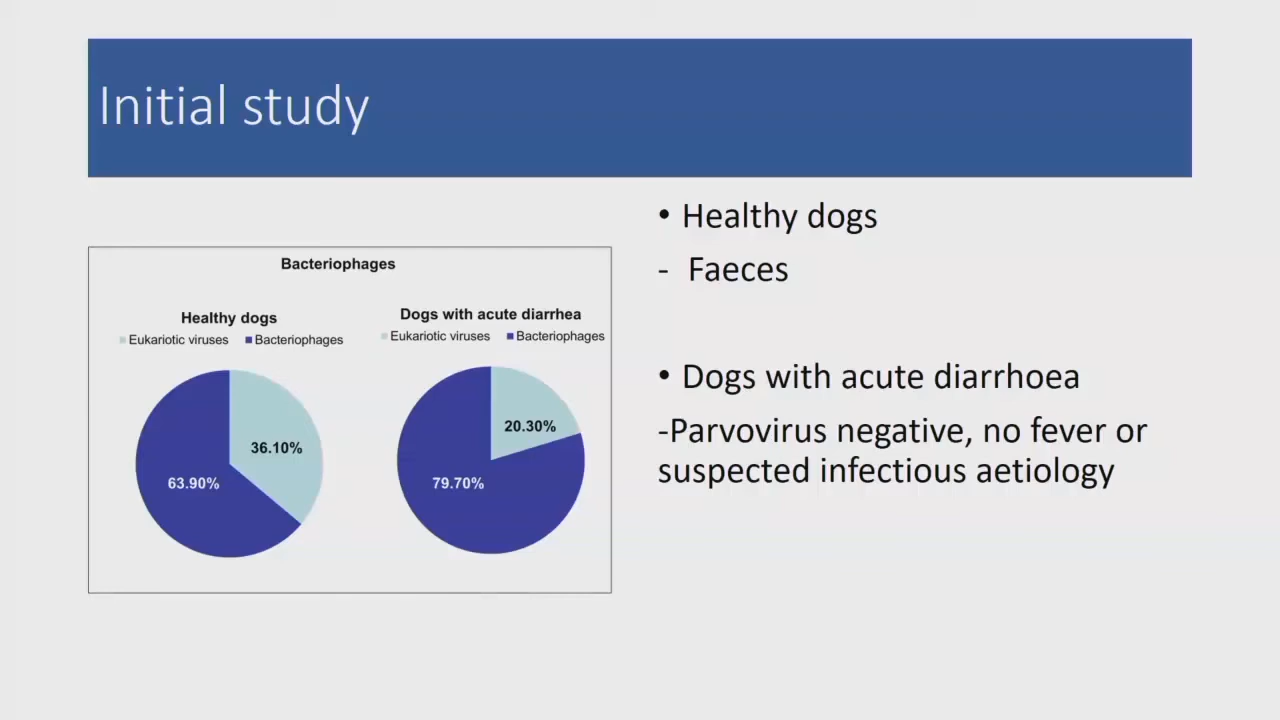 Initial study
Bacteriophages
Healthy dogs
Eukariotic viruses Bacteriophages
36.10%
63.90%
Dogs with acute diarrhea
Eukariotic viruses Bacteriophages
20.30%
79.70%
• Healthy dogs
- Faeces
• Dogs with acute diarrhoea
-Parvovirus negative, no fever or
suspected infectious aetiology